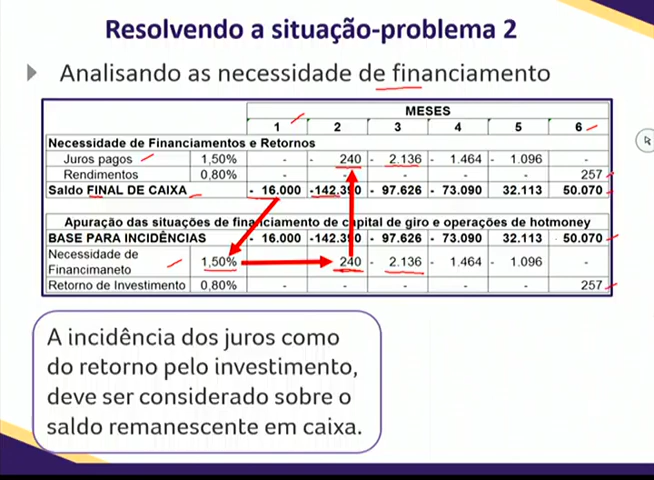 Resolvendo a situação-problema 2
Analisando as necessidade de financiamento
MESES
1 2 3 4 5 6
Necessidade de Financiamentos e Retornos
Juros pagos 1,50% - - 240 - 2.136 - 1.464 - 1.096 -
Rendimentos 0,80% - - - - - 257
Saldo FINAL DE CAIXA - 16.000 -142.390 - 97.626 - 73.090 32.113 50.070
Apuração das situações de financiamento de capital de giro e operações de hotmoney
BASE PARA INCIDÊNCIAS - 16.000 -142.390 - 97.626 - 73.090 32.113 50.070
Necessidade de
Financimaneto 1,50% 240 - 2.136 - 1.464 - 1.096 -
Retorno de Investimento 0,80% - - - - - 257
A incidência dos juros como
do retorno pelo investimento,
deve ser considerado sobre o
saldo remanescente em caixa.